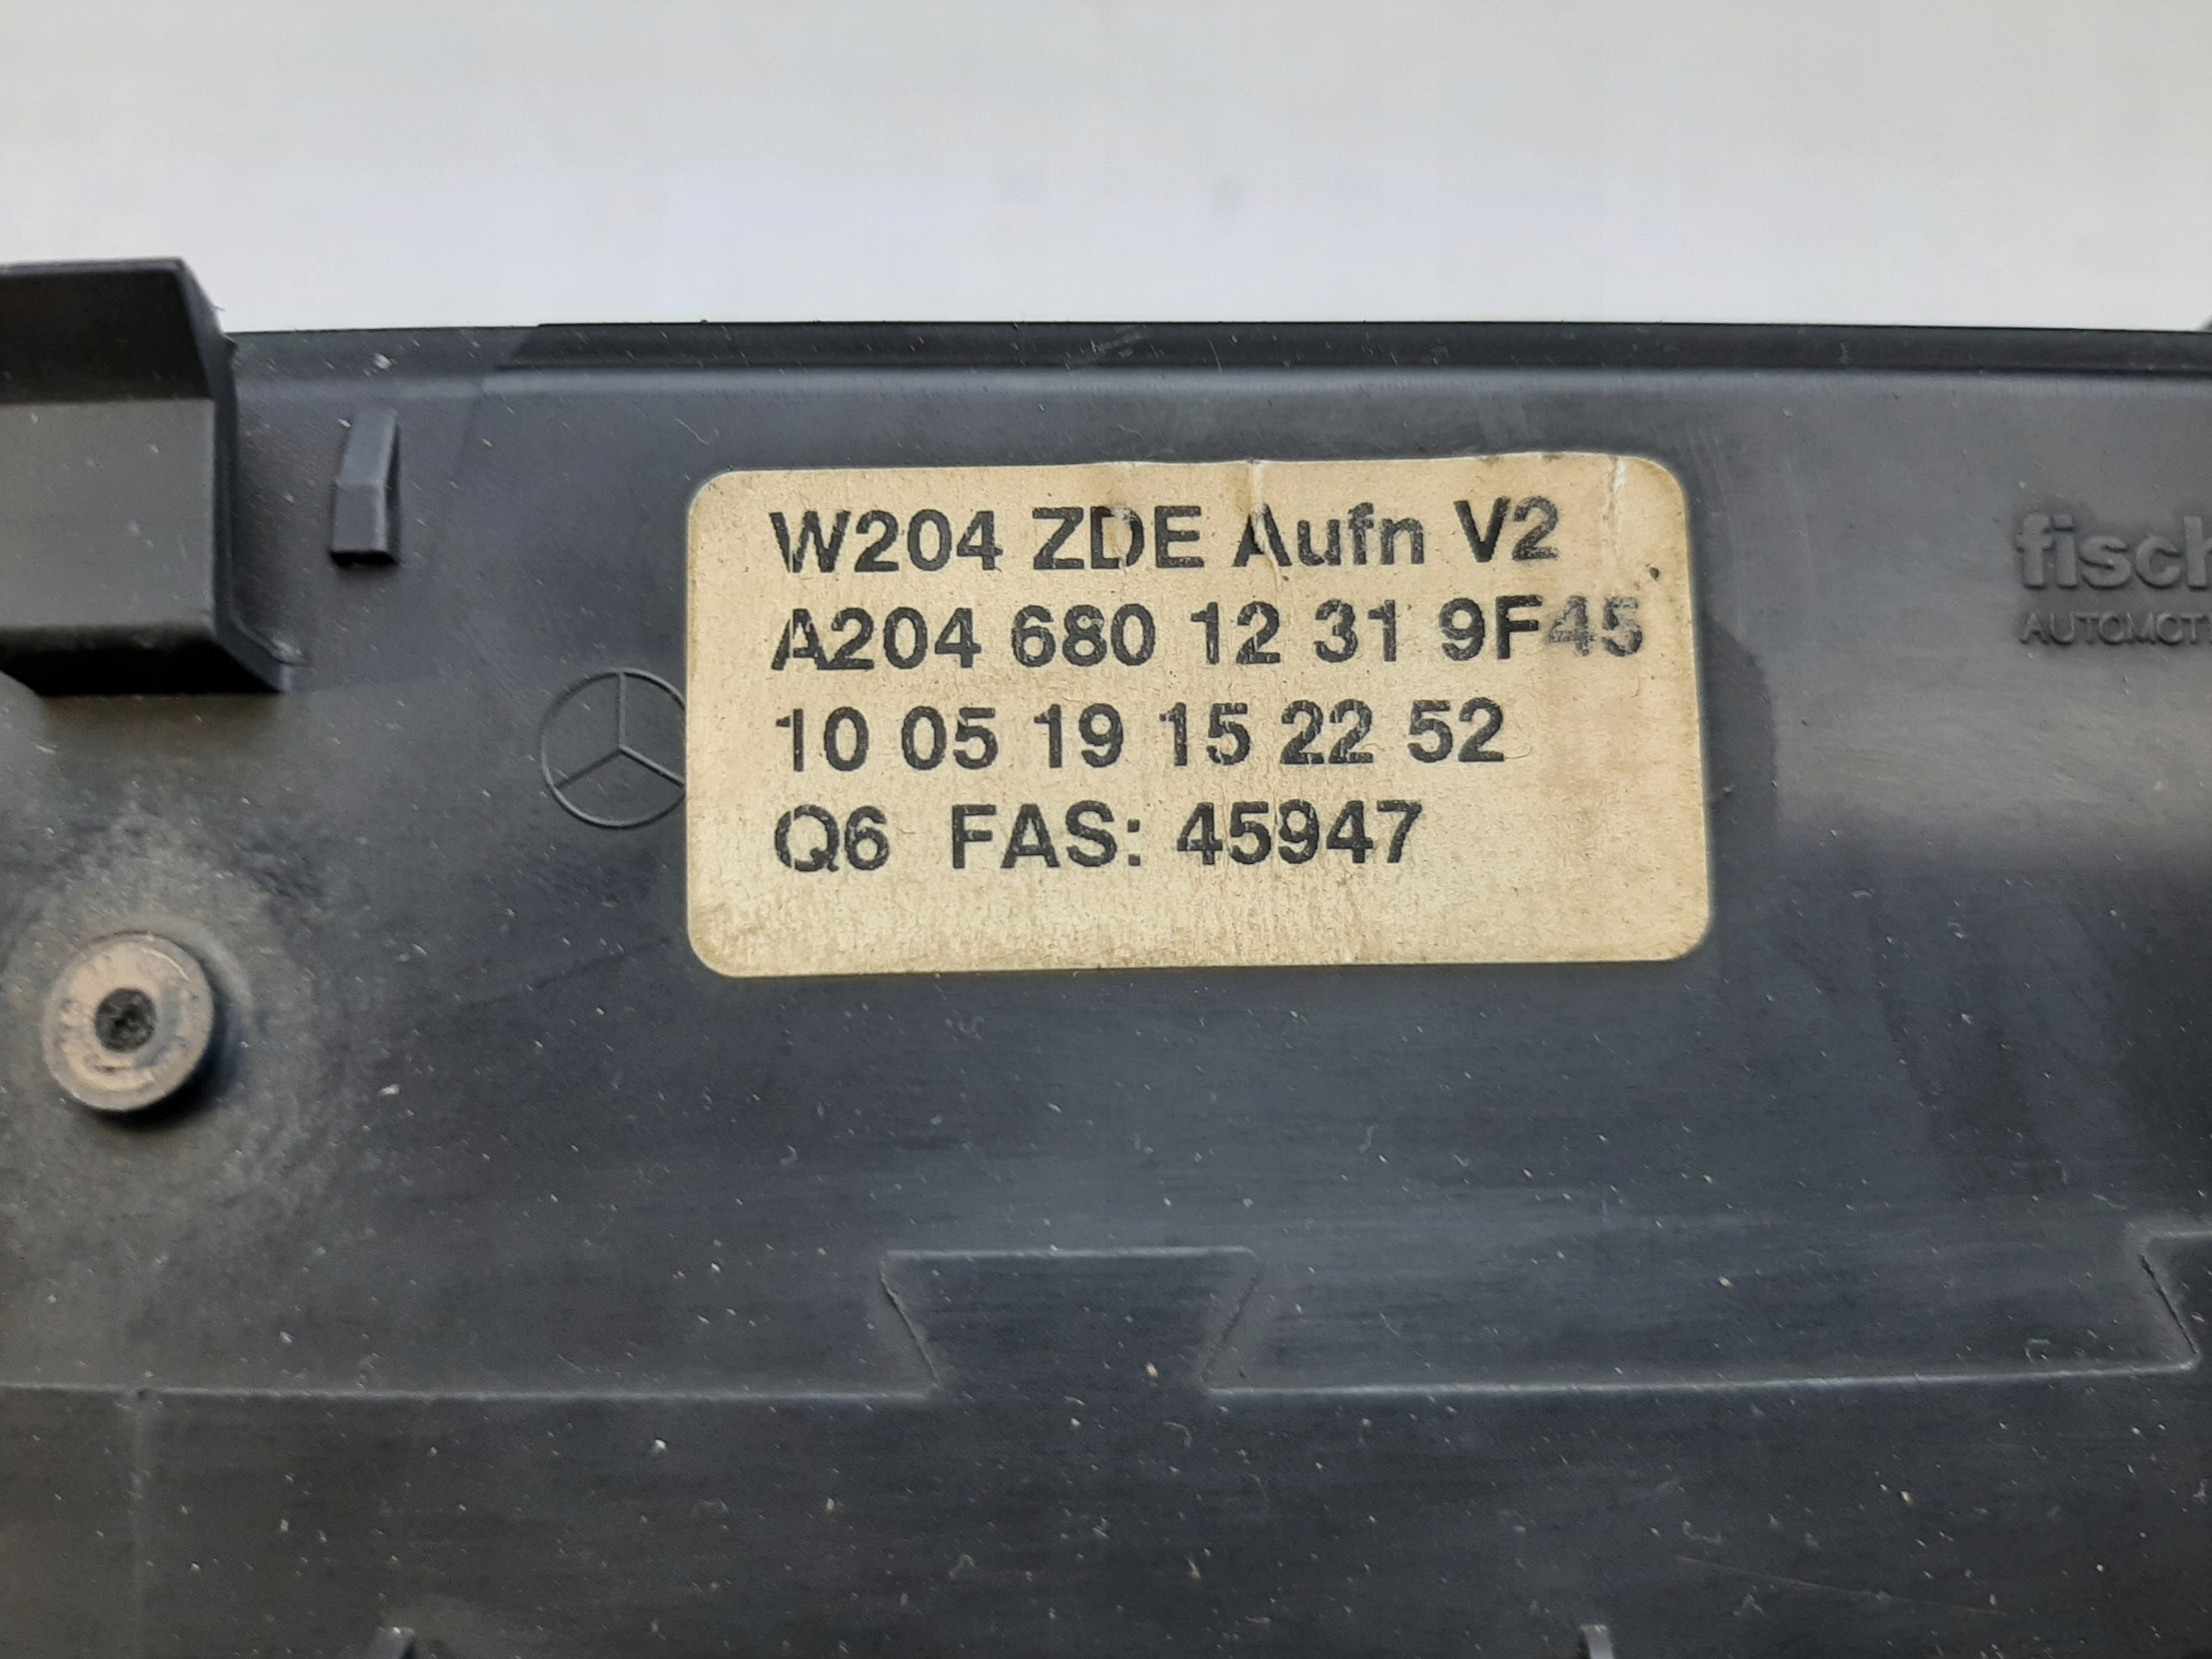 W204 ZDE Aufn V2
A204 680 12 31 9F45
10 05 19 15 22 52
Q6 FAS: 45947
fisch
AUTOMOT